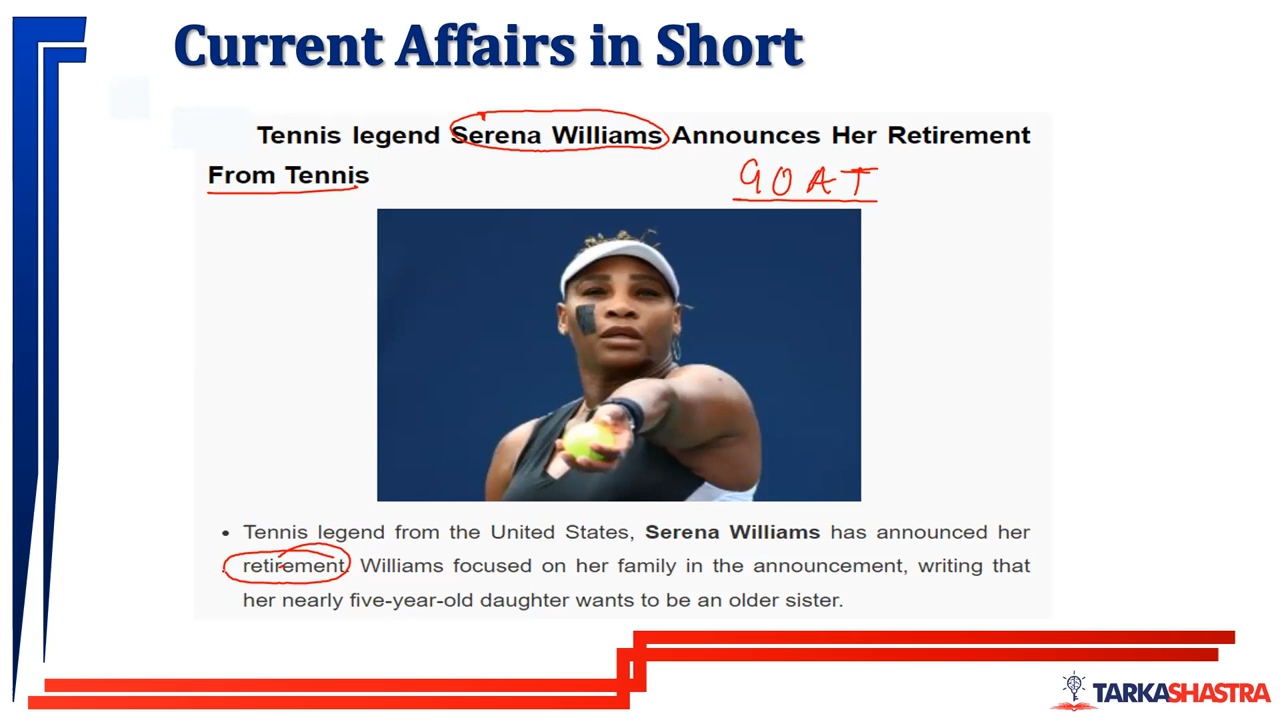 Current Affairs in Short
Tennis legend Serena Williams Announces Her Retirement
From Tennis
GOAT
• Tennis legend from the United States, Serena Williams has announced her
retirement. Williams focused on her family in the announcement, writing that
her nearly five-year-old daughter wants to be an older sister.
TARKASHASTRA